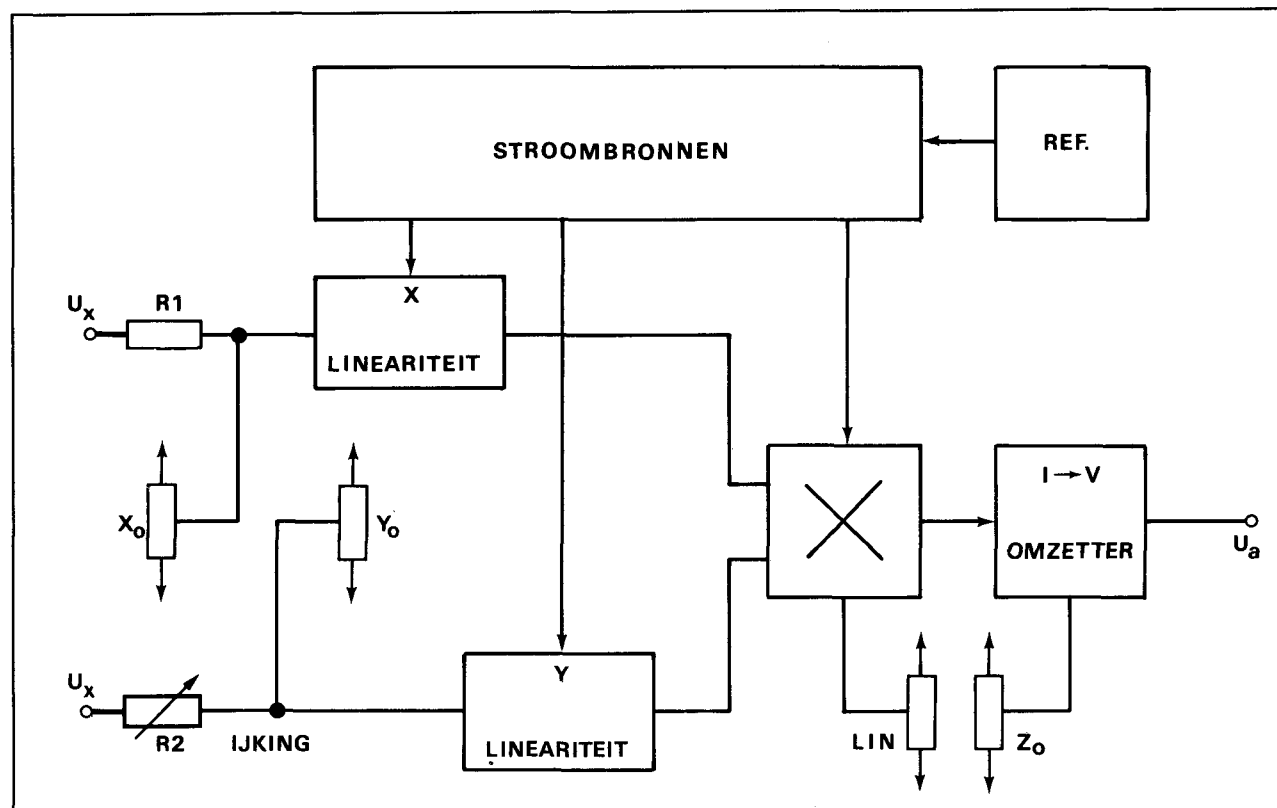 STROOMBRONNEN
REF.
Ux
R1
X
LINEARITEIT
Xo
Yo
I → V
OMZETTER
Ua
Ux
R2
IJKING
Y
LINEARITEIT
LIN
Zo